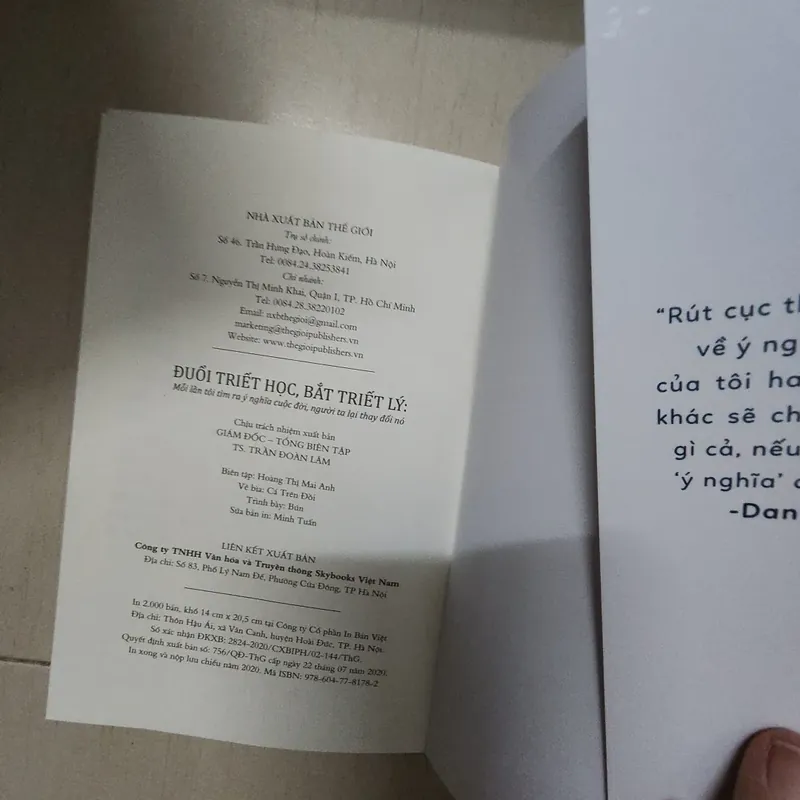 NHÀ XUẤT BẢN THẾ GIỚI
Trụ sở chính:
Số 46. Trần Hưng Đạo, Hoàn Kiếm, Hà Nội
Tel: 0084.24.38253841
Chi nhánh:
Số 7. Nguyễn Thị Minh Khai, Quận I, TP. Hồ Chí Minh
Tel: 0084.28.38220102
Email: nxbthegioi@gmail.com
marketing@thegioipublishers.vn
Website: www.thegioipublishers.vn
ĐUỔI TRIẾT HỌC, BẮT TRIẾT LÝ:
Mỗi lần tôi tìm ra ý nghĩa cuộc đời, người ta lại thay đổi nó
Chịu trách nhiệm xuất bản
GIÁM ĐỐC – TỔNG BIÊN TẬP
TS. TRẦN ĐOÀN LÂM
Biên tập: Hoàng Thị Mai Anh
Vẽ bìa: Cá Trên Đồi
Trình bày: Bún
Sửa bản in: Minh Tuấn
LIÊN KẾT XUẤT BẢN
Công ty TNHH Văn hóa và Truyền thông Skybooks Việt Nam
Địa chỉ: Số 83, Phố Lý Nam Đế, Phường Cửa Đông, TP Hà Nội
In 2.000 bản, khổ 14 cm x 20,5 cm tại Công ty Cổ phần In Bản Việt
Địa chỉ: Thôn Hậu Ái, xã Vân Canh, huyện Hoài Đức, TP. Hà Nội.
Số xác nhận ĐKXB: 2824-2020/CXBIPH/02-144/ThG.
Quyết định xuất bản số: 756/QĐ-ThG cấp ngày 22 tháng 07 năm 2020.
In xong và nộp lưu chiểu năm 2020. Mã ISBN: 978-604-77-8178-2
"Rút cục th
về ý ng
của tôi ha
khác sẽ ch
gì cả, nếu
'ý nghĩa'
-Dan